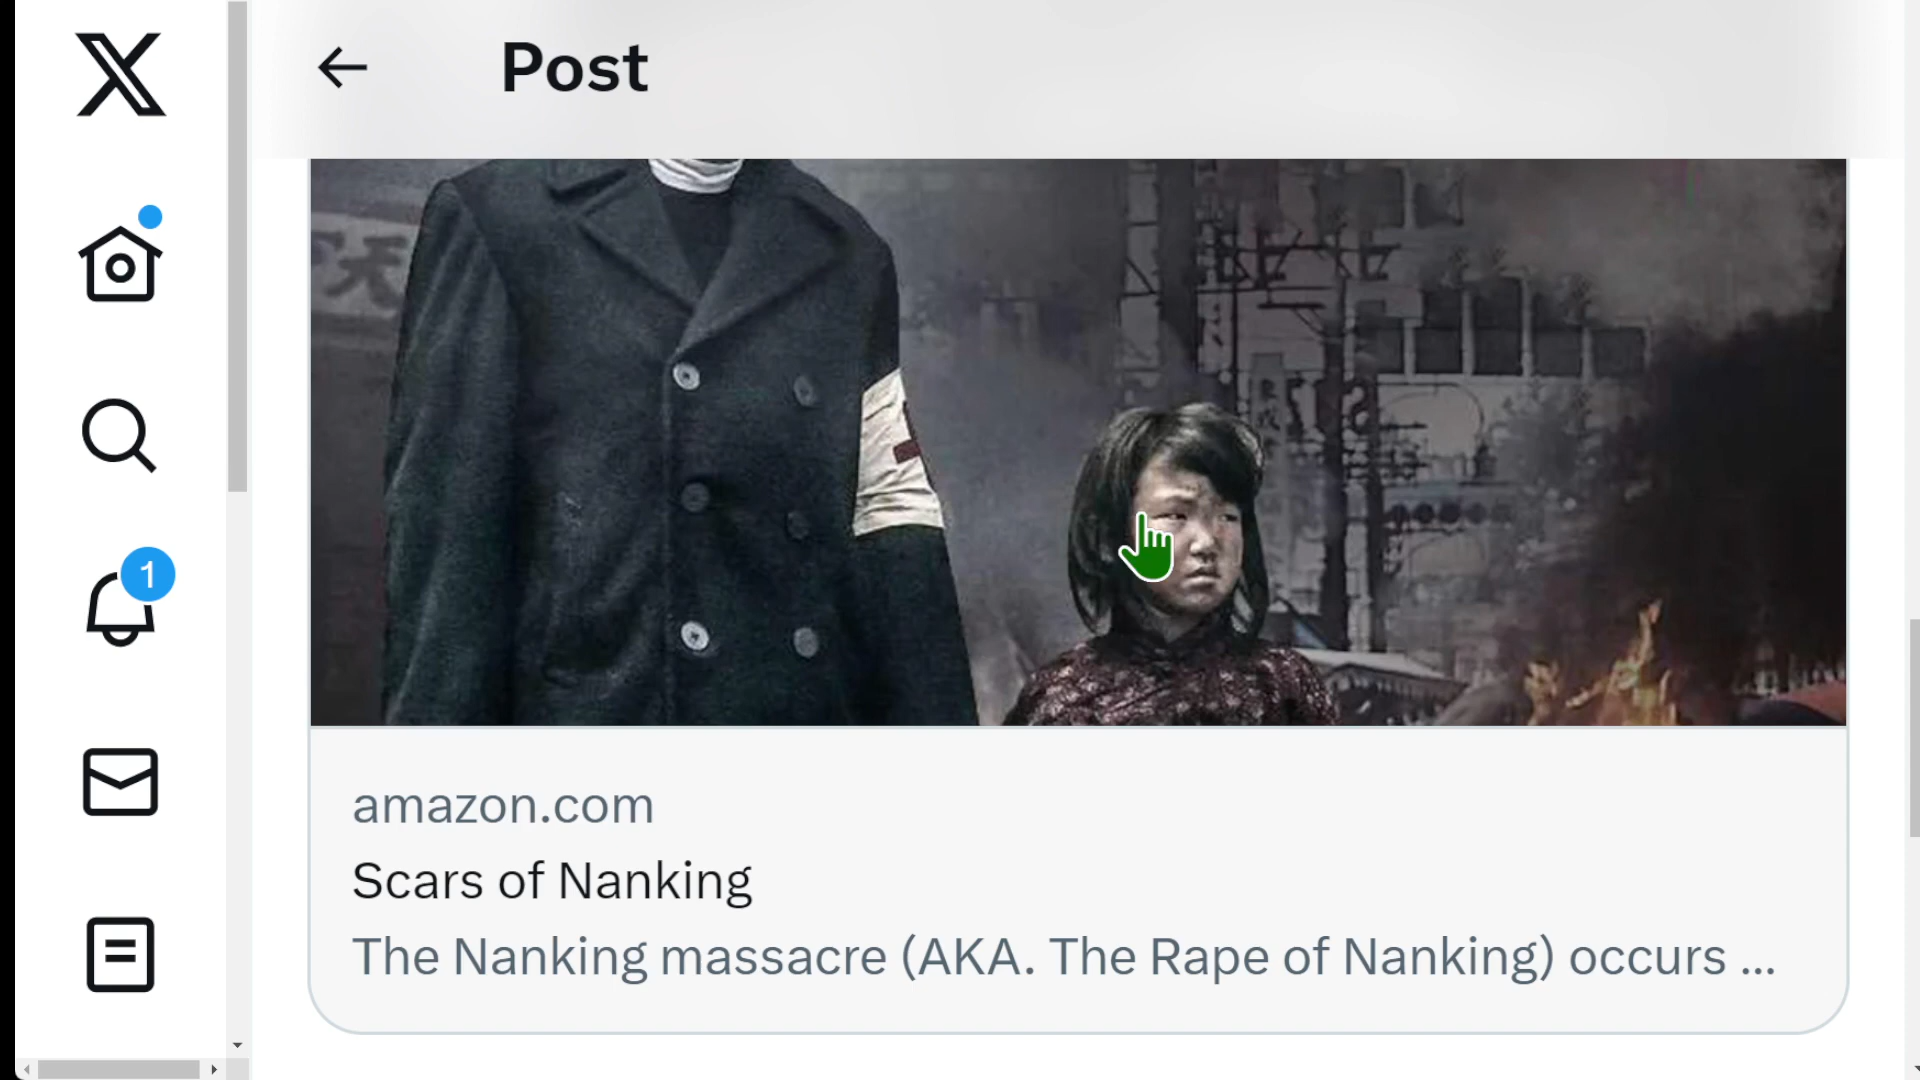 Post
1
amazon.com
Scars of Nanking
The Nanking massacre (AKA. The Rape of Nanking) occurs ...